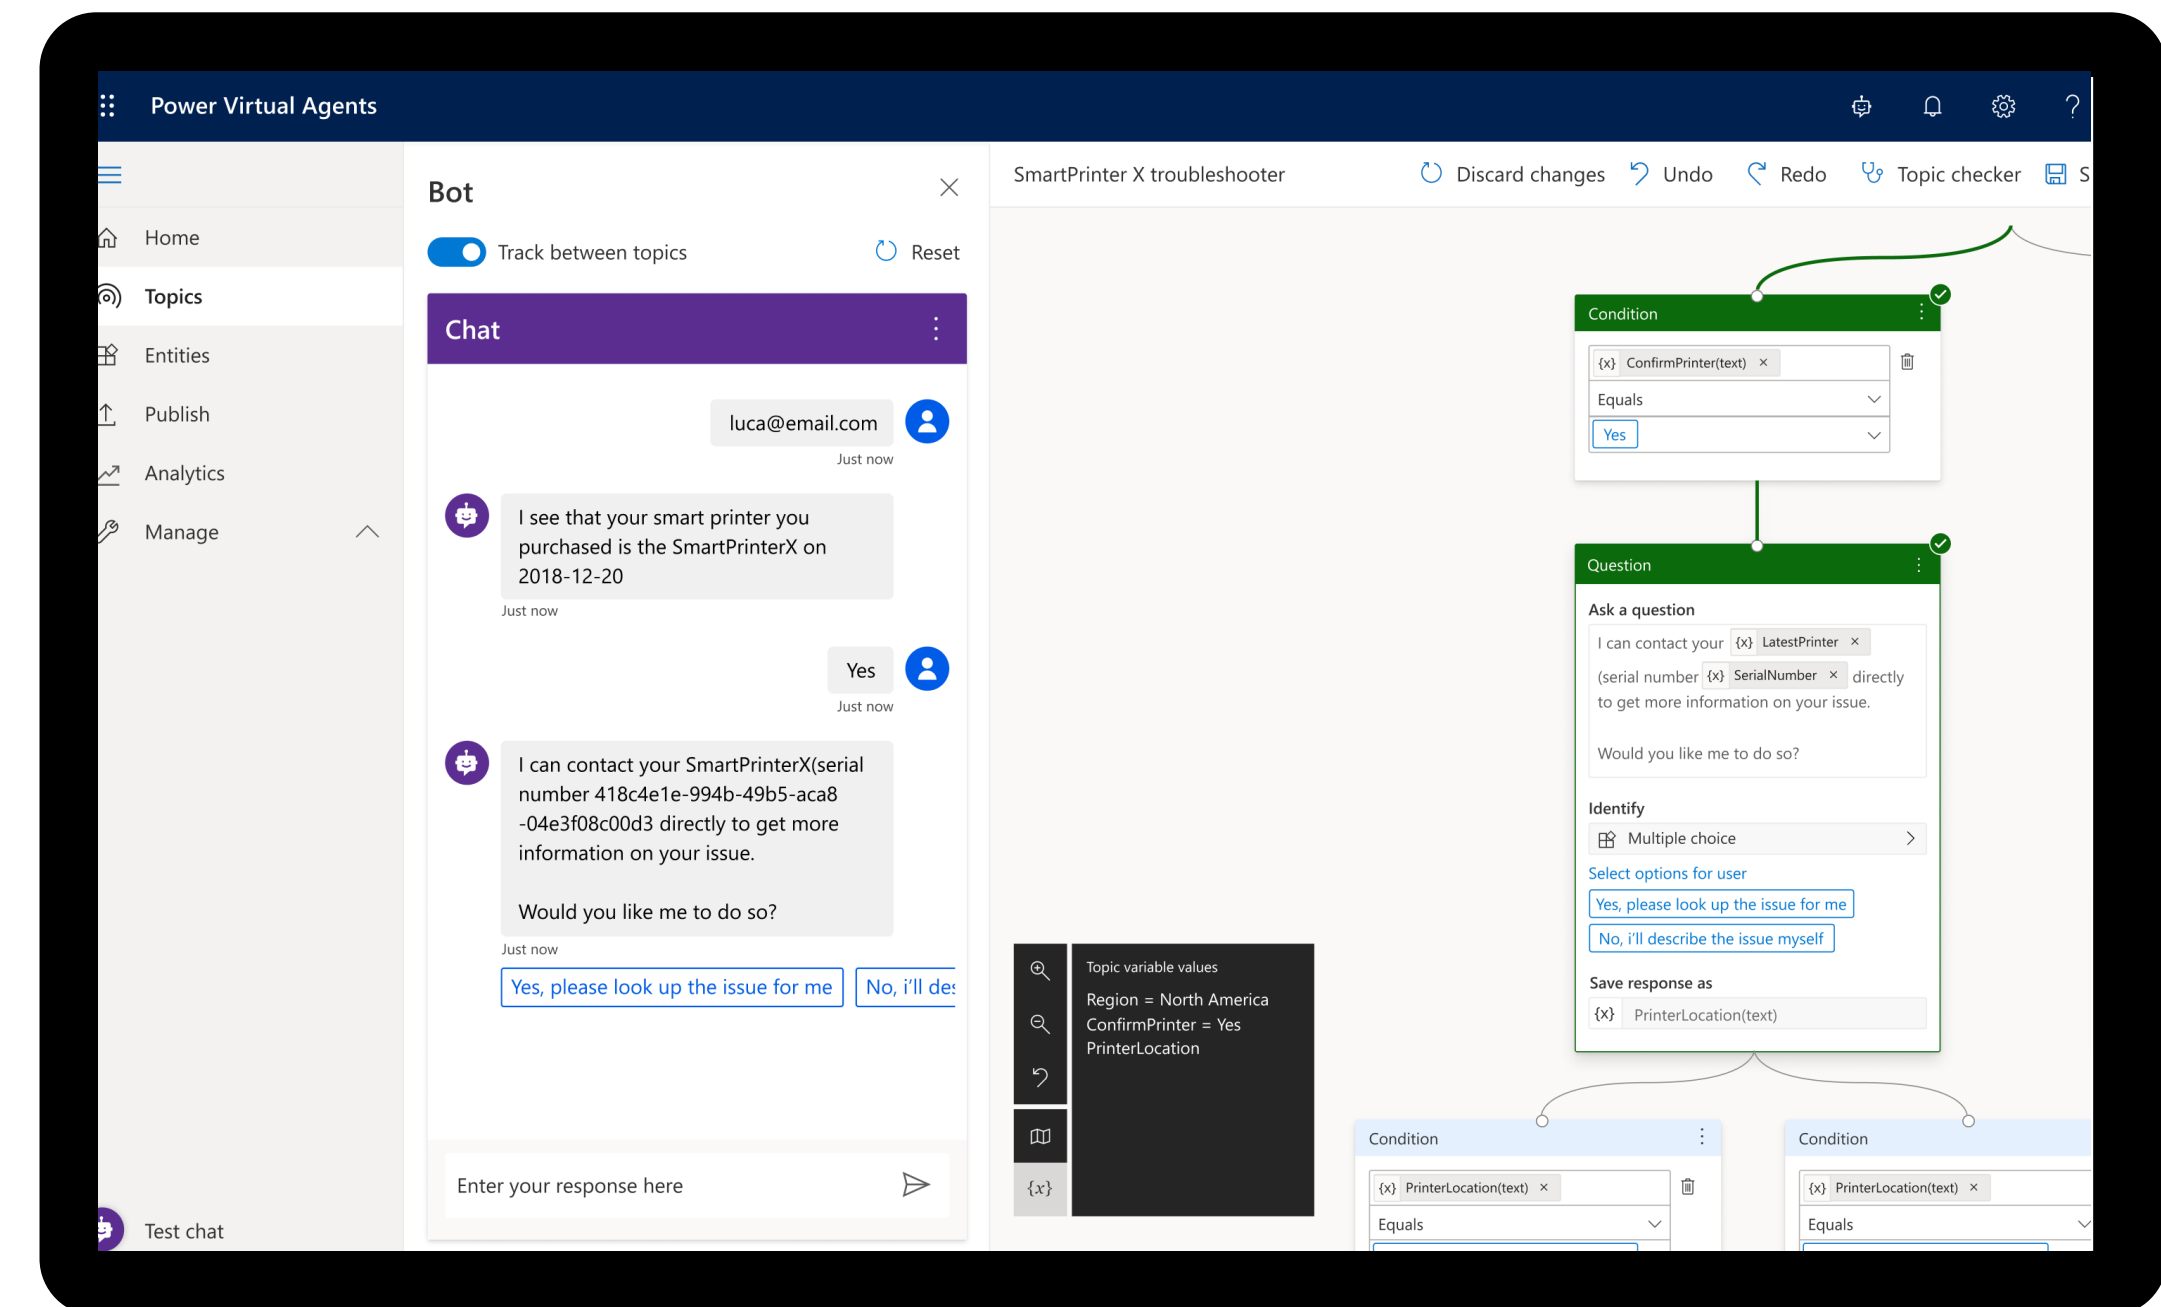 Power Virtual Agents
?
Home
Topics
Entities
Publish
Analytics
Manage
Test chat
Bot
Track between topics
Reset
Chat
luca@email.com
Just now
I see that your smart printer you
purchased is the SmartPrinterX on
2018-12-20
Just now
Yes
Just now
I can contact your SmartPrinterX(serial
number 418c4e1e-994b-49b5-aca8
-04e3f08c00d3 directly to get more
information on your issue.
Would you like me to do so?
Just now
Yes, please look up the issue for me
No, i'll des
Enter your response here
SmartPrinter X troubleshooter
Discard changes
Undo
Redo
Topic checker
S
Condition
{x} ConfirmPrinter(text) ×
Equals
Yes
Question
Ask a question
I can contact your {x} LatestPrinter ×
(serial number {x} SerialNumber × directly
to get more information on your issue.
Would you like me to do so?
Identify
Multiple choice
Select options for user
Yes, please look up the issue for me
No, i'll describe the issue myself
Save response as
{x} PrinterLocation(text)
Topic variable values
Region = North America
ConfirmPrinter = Yes
PrinterLocation
{x}
Condition
{x} PrinterLocation(text) ×
Equals
Condition
{x} PrinterLocation(text) ×
Equals